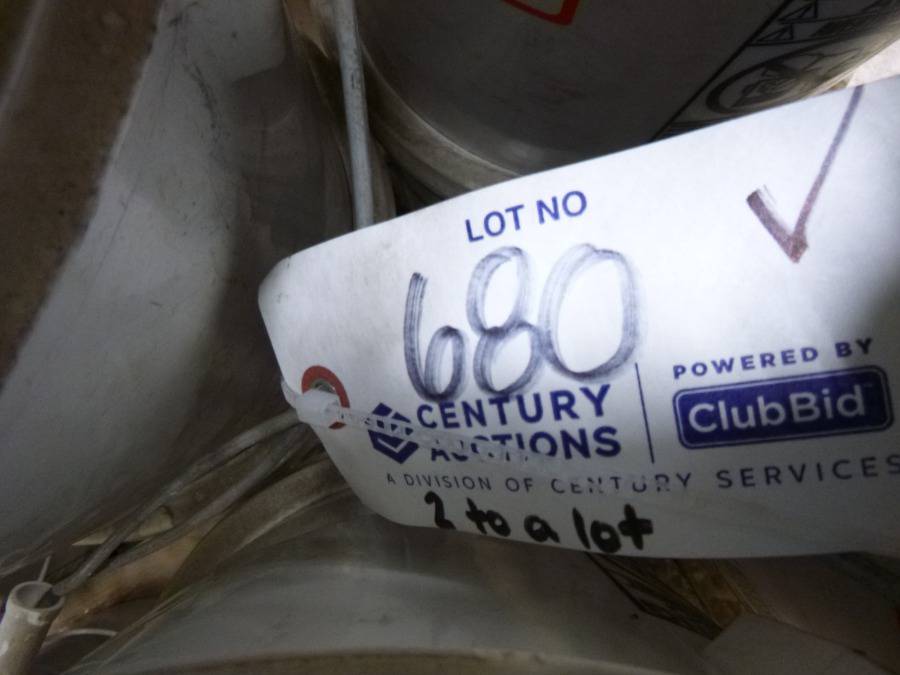 LOT NO
680
CENTURY
AUCTIONS
POWERED BY
ClubBid
A DIVISION OF CENTURY SERVICES
2 to a lot